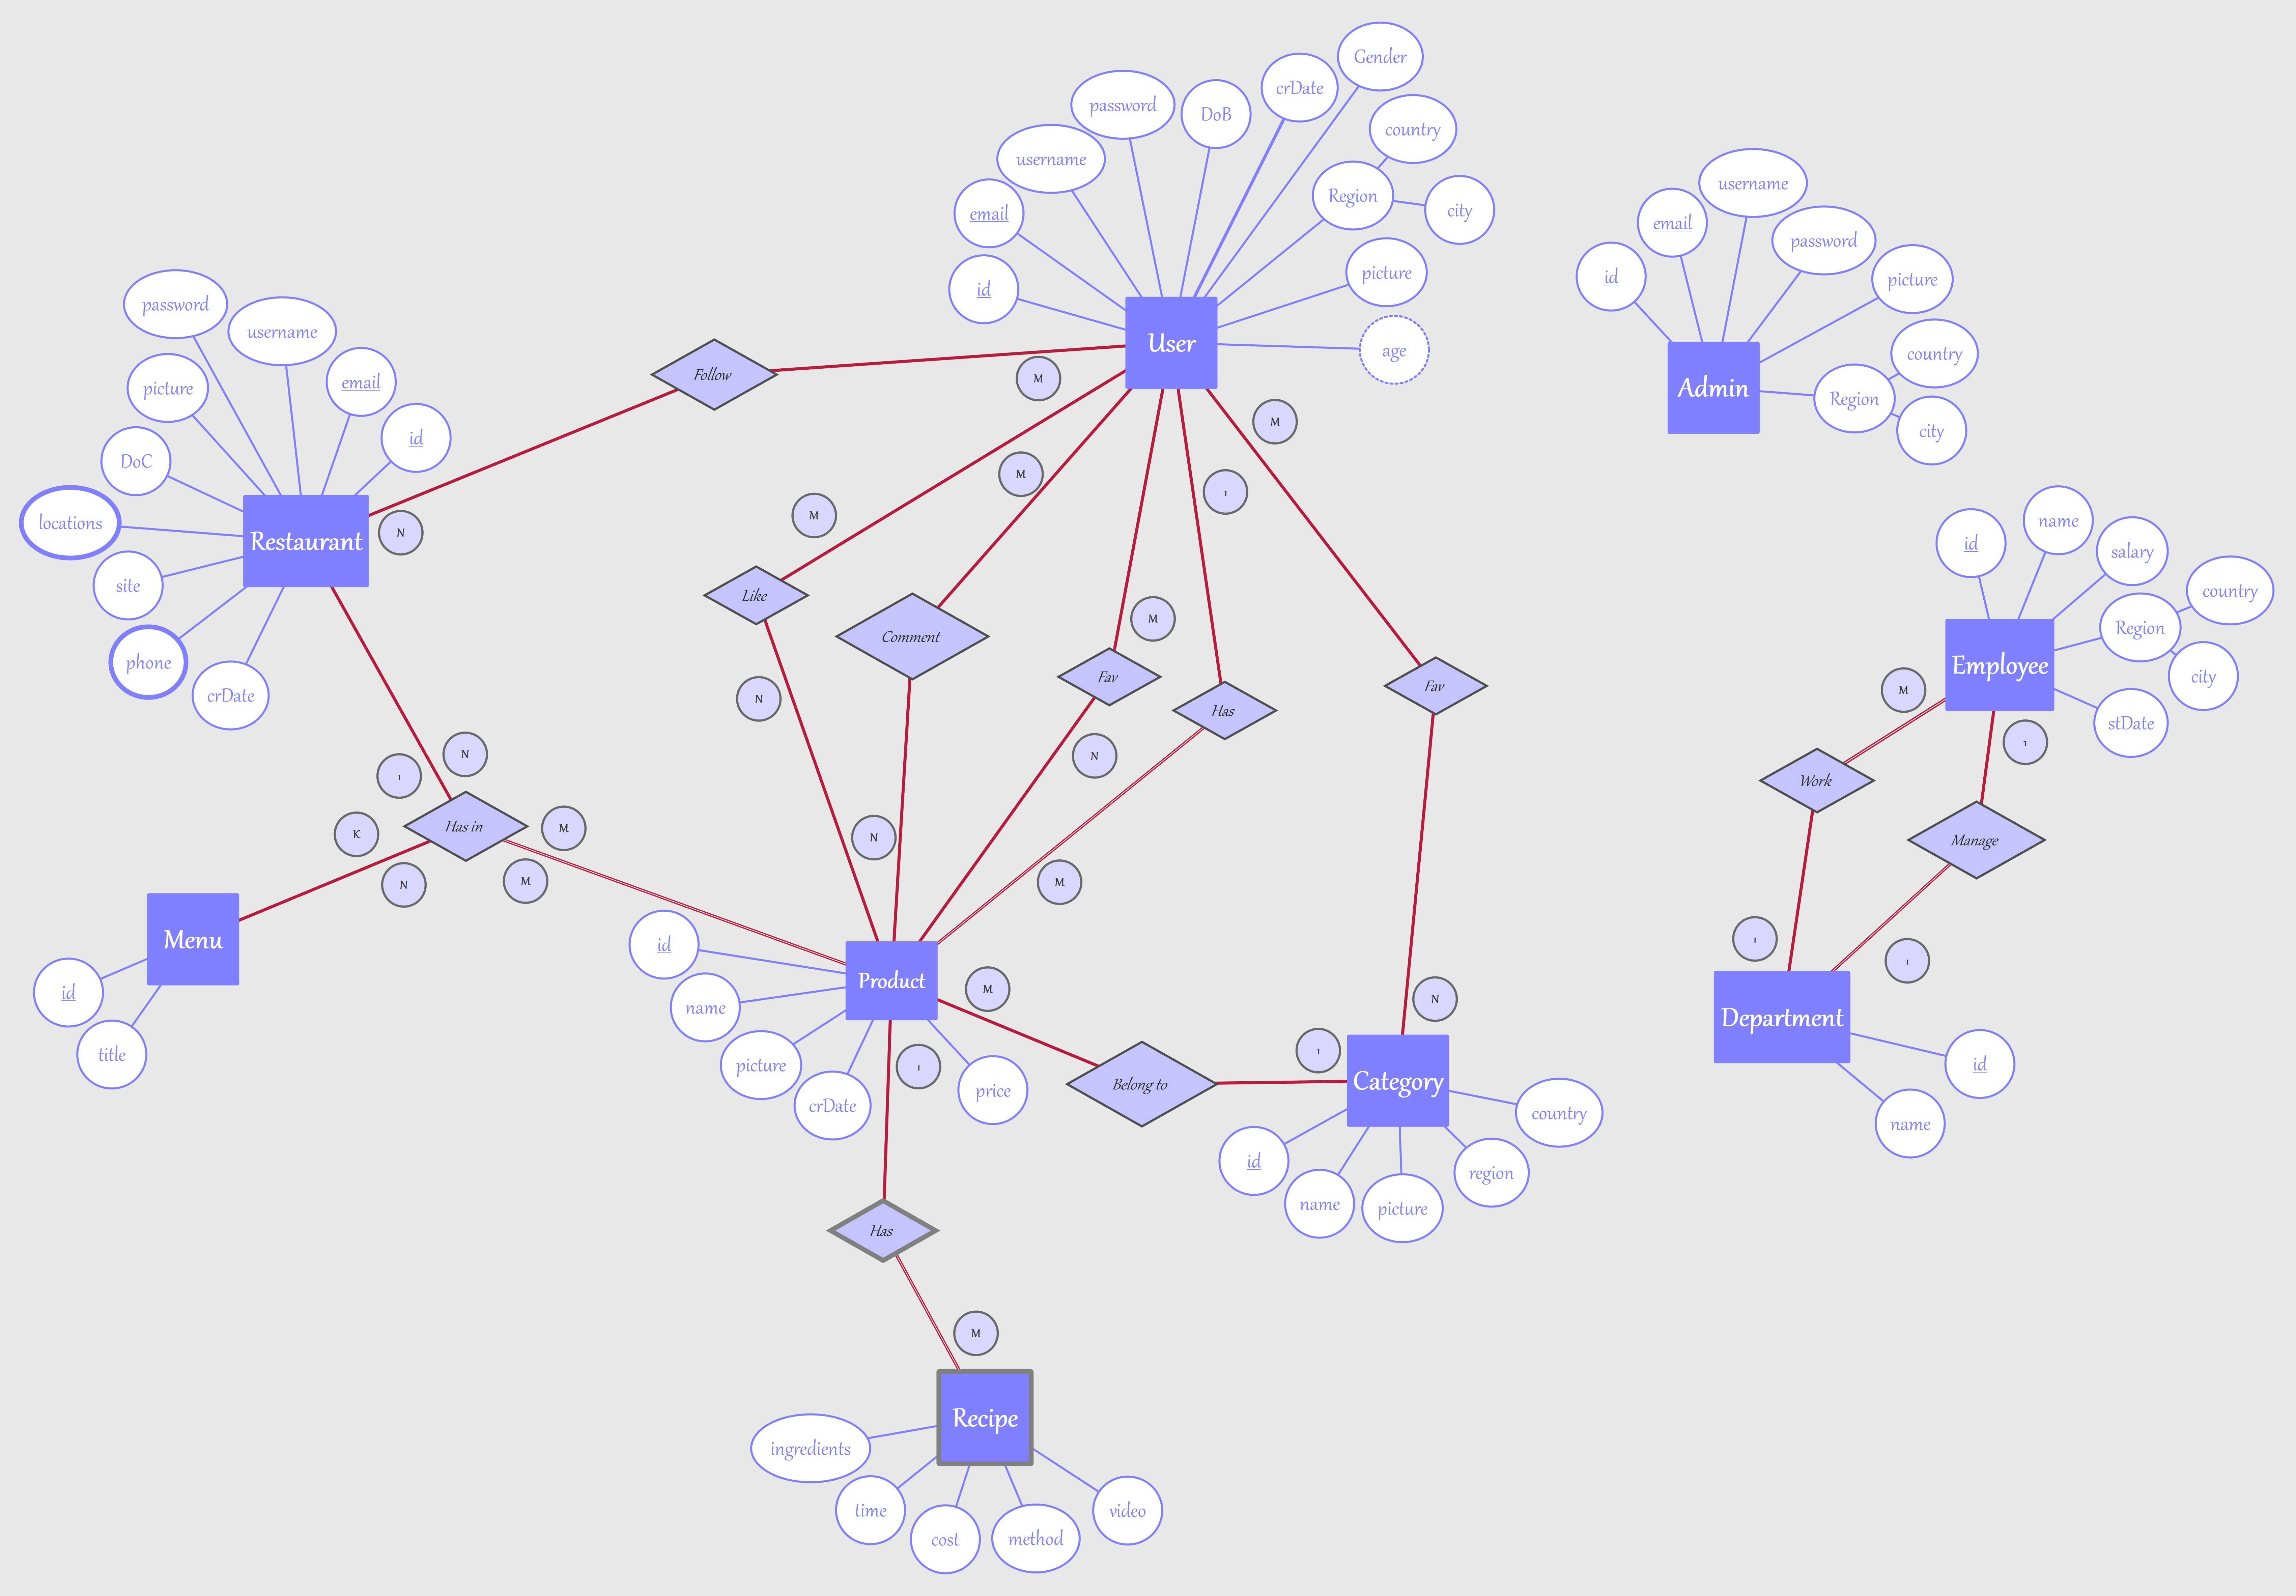 Gender
crDate
password
DoB
country
username
Region
email
city
id
picture
User
age
username
email
password
id
picture
country
Admin
Region
city
password
username
picture
email
DoC
id
locations
Restaurant
site
phone
crDate
Follow
M
N
M
M
1
M
Like
Comment
M
Fav
Has
Fav
N
N
N
M
N
1
Has in
M
K
N
M
Menu
id
title
id
name
salary
country
Region
Employee
city
stDate
M
1
Work
Manage
1
1
Department
id
name
id
Product
name
picture
crDate
price
M
1
Belong to
1
N
Category
id
name
picture
region
country
Has
M
Recipe
ingredients
time
cost
method
video